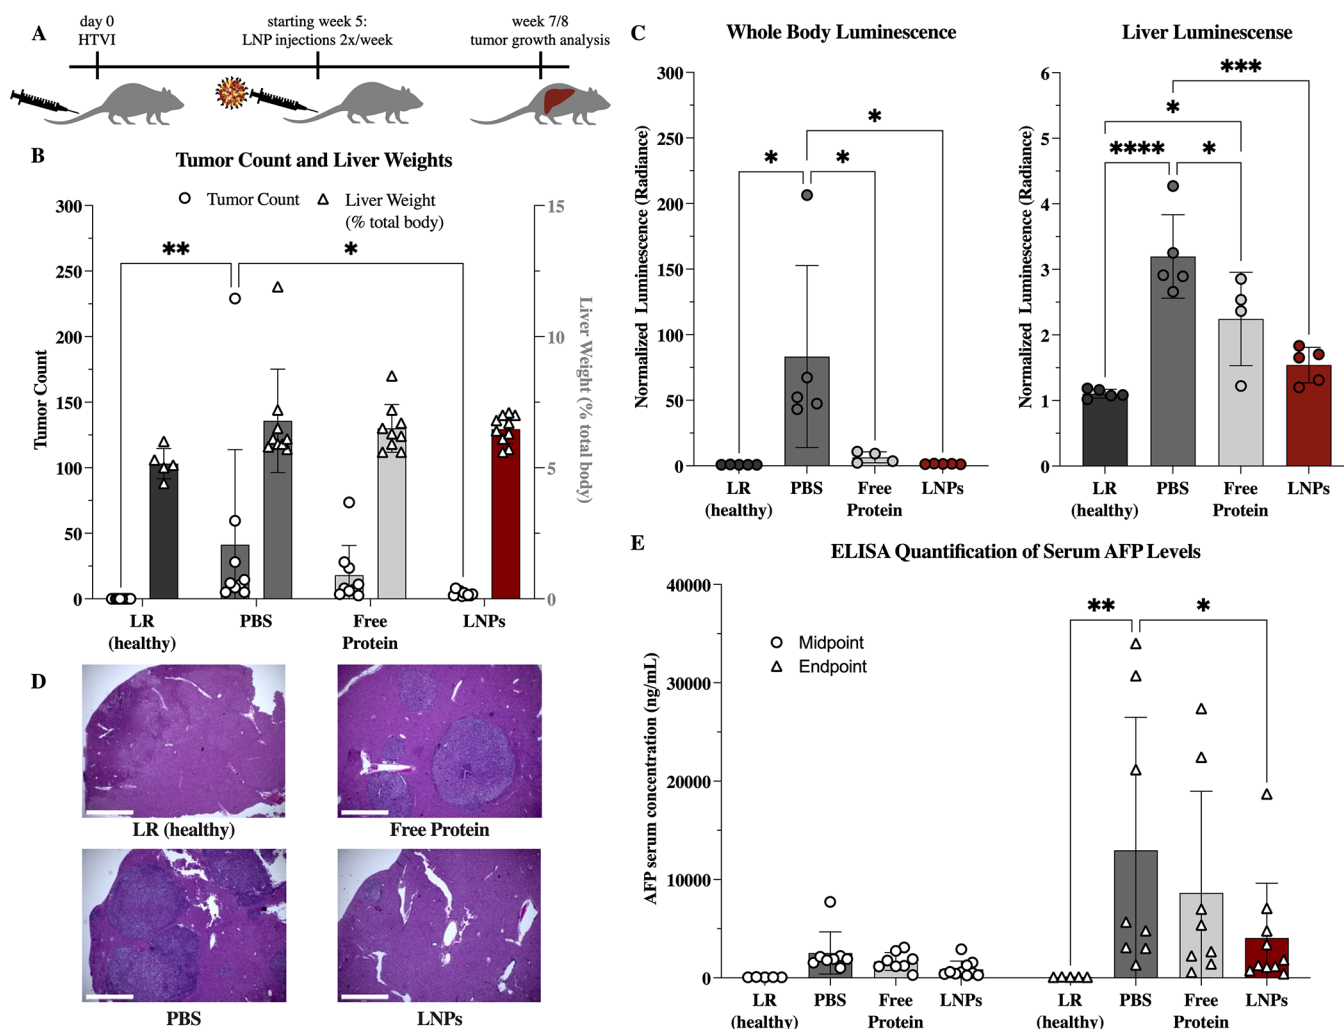 A
day 0
HTVI
starting week 5:
LNP injections 2x/week
week 7/8
tumor growth analysis
B
Tumor Count and Liver Weights
Tumor Count
Liver Weight
(% total body)
**
*
Tumor Count
300
250
200
150
100
50
0
15
10
5
0
Liver Weight (% total body)
LR
(healthy)
PBS
Free
Protein
LNPs
C
Whole Body Luminescence
Normalized Luminescence (Radiance)
300
250
200
150
100
50
0
*
*
*
LR
(healthy)
PBS
Free
Protein
LNPs
Liver Luminescense
Normalized Luminescence (Radiance)
6
5
4
3
2
1
0
***
*
****
*
LR
(healthy)
PBS
Free
Protein
LNPs
D
LR (healthy)
Free Protein
PBS
LNPs
E
ELISA Quantification of Serum AFP Levels
AFP serum concentration (ng/mL)
40000
30000
20000
10000
0
Midpoint
Endpoint
**
*
LR
(healthy)
PBS
Free
Protein
LNPs
LR
(healthy)
PBS
Free
Protein
LNPs